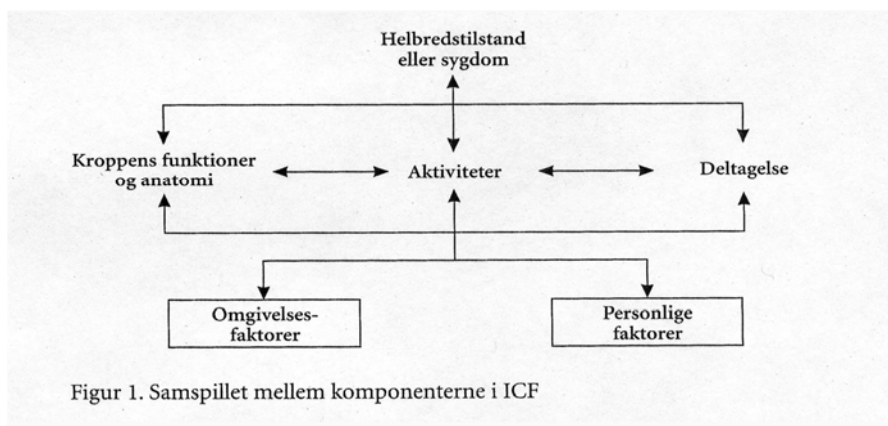 Helbredstilstand
eller sygdom
Kroppens funktioner
og anatomi
Aktiviteter
Deltagelse
Omgivelses-
faktorer
Personlige
faktorer
Figur 1. Samspillet mellem komponenterne i ICF